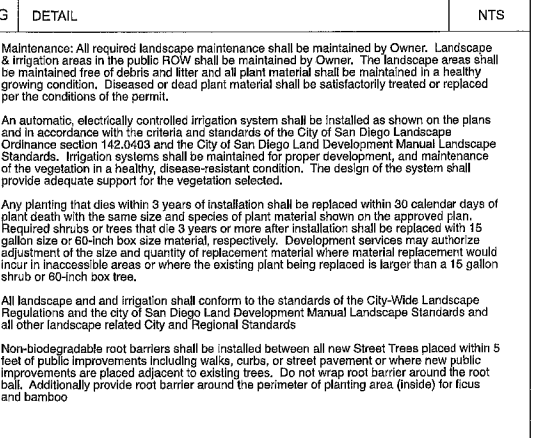 G DETAIL NTS
Maintenance: All required landscape maintenance shall be maintained by Owner. Landscape
& irrigation areas in the public ROW shall be maintained by Owner. The landscape areas shall
be maintained free of debris and litter and all plant material shall be maintained in a healthy
growing condition. Diseased or dead plant material shall be satisfactorily treated or replaced
per the conditions of the permit.
An automatic, electrically controlled irrigation system shall be installed as shown on the plans
and in accordance with the criteria and standards of the City of San Diego Landscape
Ordinance section 142.0403 and the City of San Diego Land Development Manual Landscape
Standards. Irrigation systems shall be maintained for proper development, and maintenance
of the vegetation in a healthy, disease-resistant condition. The design of the system shall
provide adequate support for the vegetation selected.
Any planting that dies within 3 years of installation shall be replaced within 30 calendar days of
plant death with the same size and species of plant material shown on the approved plan.
Required shrubs or trees that die 3 years or more after installation shall be replaced with 15
gallon size or 60-inch box size material, respectively. Development services may authorize
adjustment of the size and quantity of replacement material where material replacement would
incur in inaccessible areas or where the existing plant being replaced is larger than a 15 gallon
shrub or 60-inch box tree.
All landscape and and irrigation shall conform to the standards of the City-Wide Landscape
Regulations and the city of San Diego Land Development Manual Landscape Standards and
all other landscape related City and Regional Standards
Non-biodegradable root barriers shall be installed between all new Street Trees placed within 5
feet of public improvements including walks, curbs, or street pavement or where new public
improvements are placed adjacent to existing trees. Do not wrap root barrier around the root
ball. Additionally provide root barrier around the perimeter of planting area (inside) for ficus
and bamboo